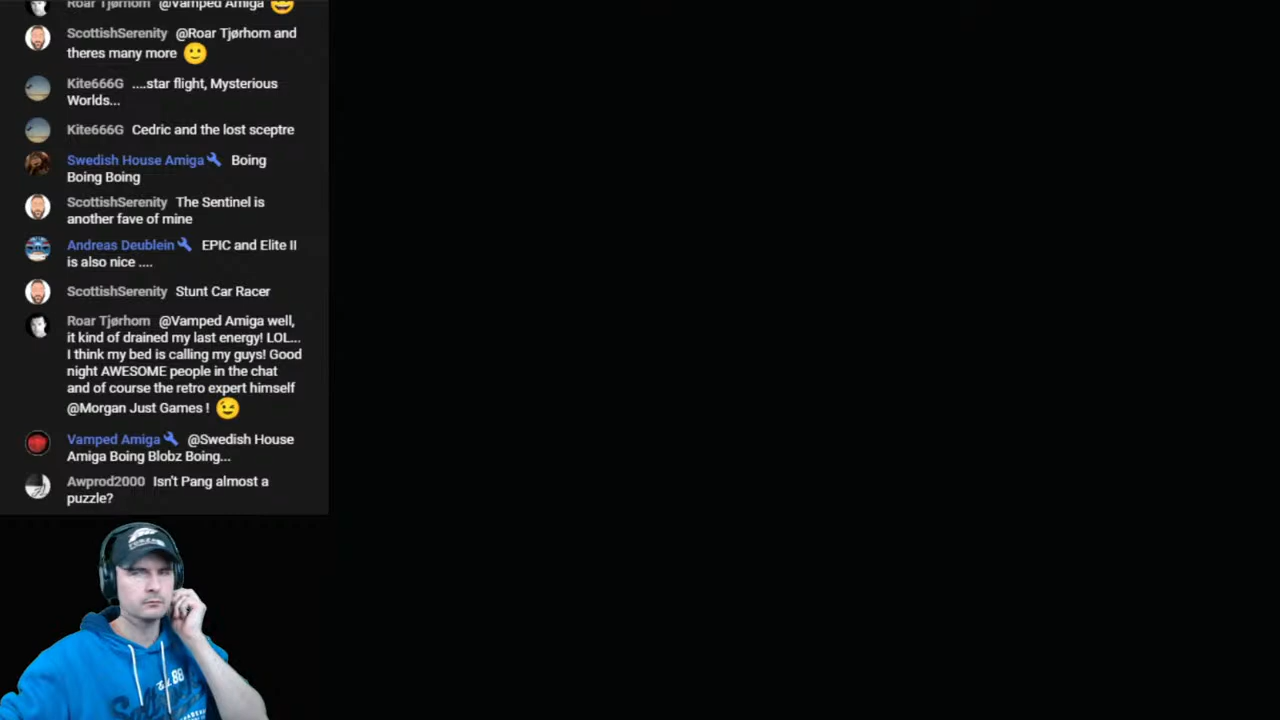 Roar Tjørhom @Vamped Amiga
ScottishSerenity @Roar Tjørhom and
theres many more
Kite666G ....star flight, Mysterious
Worlds...
Kite666G Cedric and the lost sceptre
Swedish House Amiga Boing
Boing Boing
ScottishSerenity The Sentinel is
another fave of mine
Andreas Deublein EPIC and Elite II
is also nice ....
ScottishSerenity Stunt Car Racer
Roar Tjørhom @Vamped Amiga well,
it kind of drained my last energy! LOL...
I think my bed is calling my guys! Good
night AWESOME people in the chat
and of course the retro expert himself
@Morgan Just Games !
Vamped Amiga @Swedish House
Amiga Boing Blobz Boing...
Awprod2000 Isn't Pang almost a
puzzle?